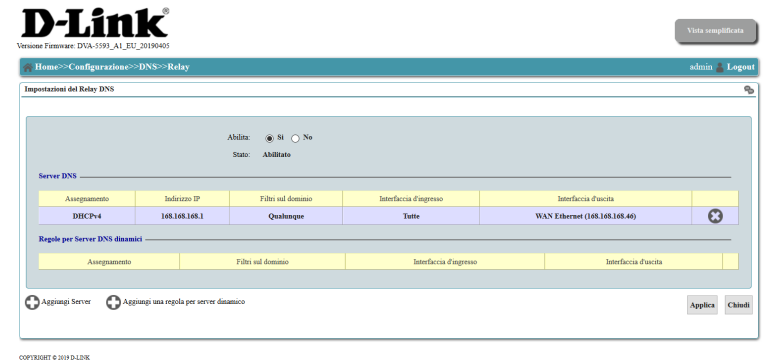 D-Link®
Versione Firmware: DVA-5593_A1_EU_20190405
Vista semplificata
Home>>Configurazione>>DNS>>Relay
admin Logout
Impostazioni del Relay DNS
Abilita: Sì No
Stato: Abilitato
Server DNS
Assegnamento Indirizzo IP Filtri sul dominio Interfaccia d'ingresso Interfaccia d'uscita
DHCPv4 168.168.168.1 Qualunque Tutte WAN Ethernet (168.168.168.46)
Regole per Server DNS dinamici
Assegnamento Filtri sul dominio Interfaccia d'ingresso Interfaccia d'uscita
Aggiungi Server Aggiungi una regola per server dinamico
Applica Chiudi
COPYRIGHT © 2019 D-LINK